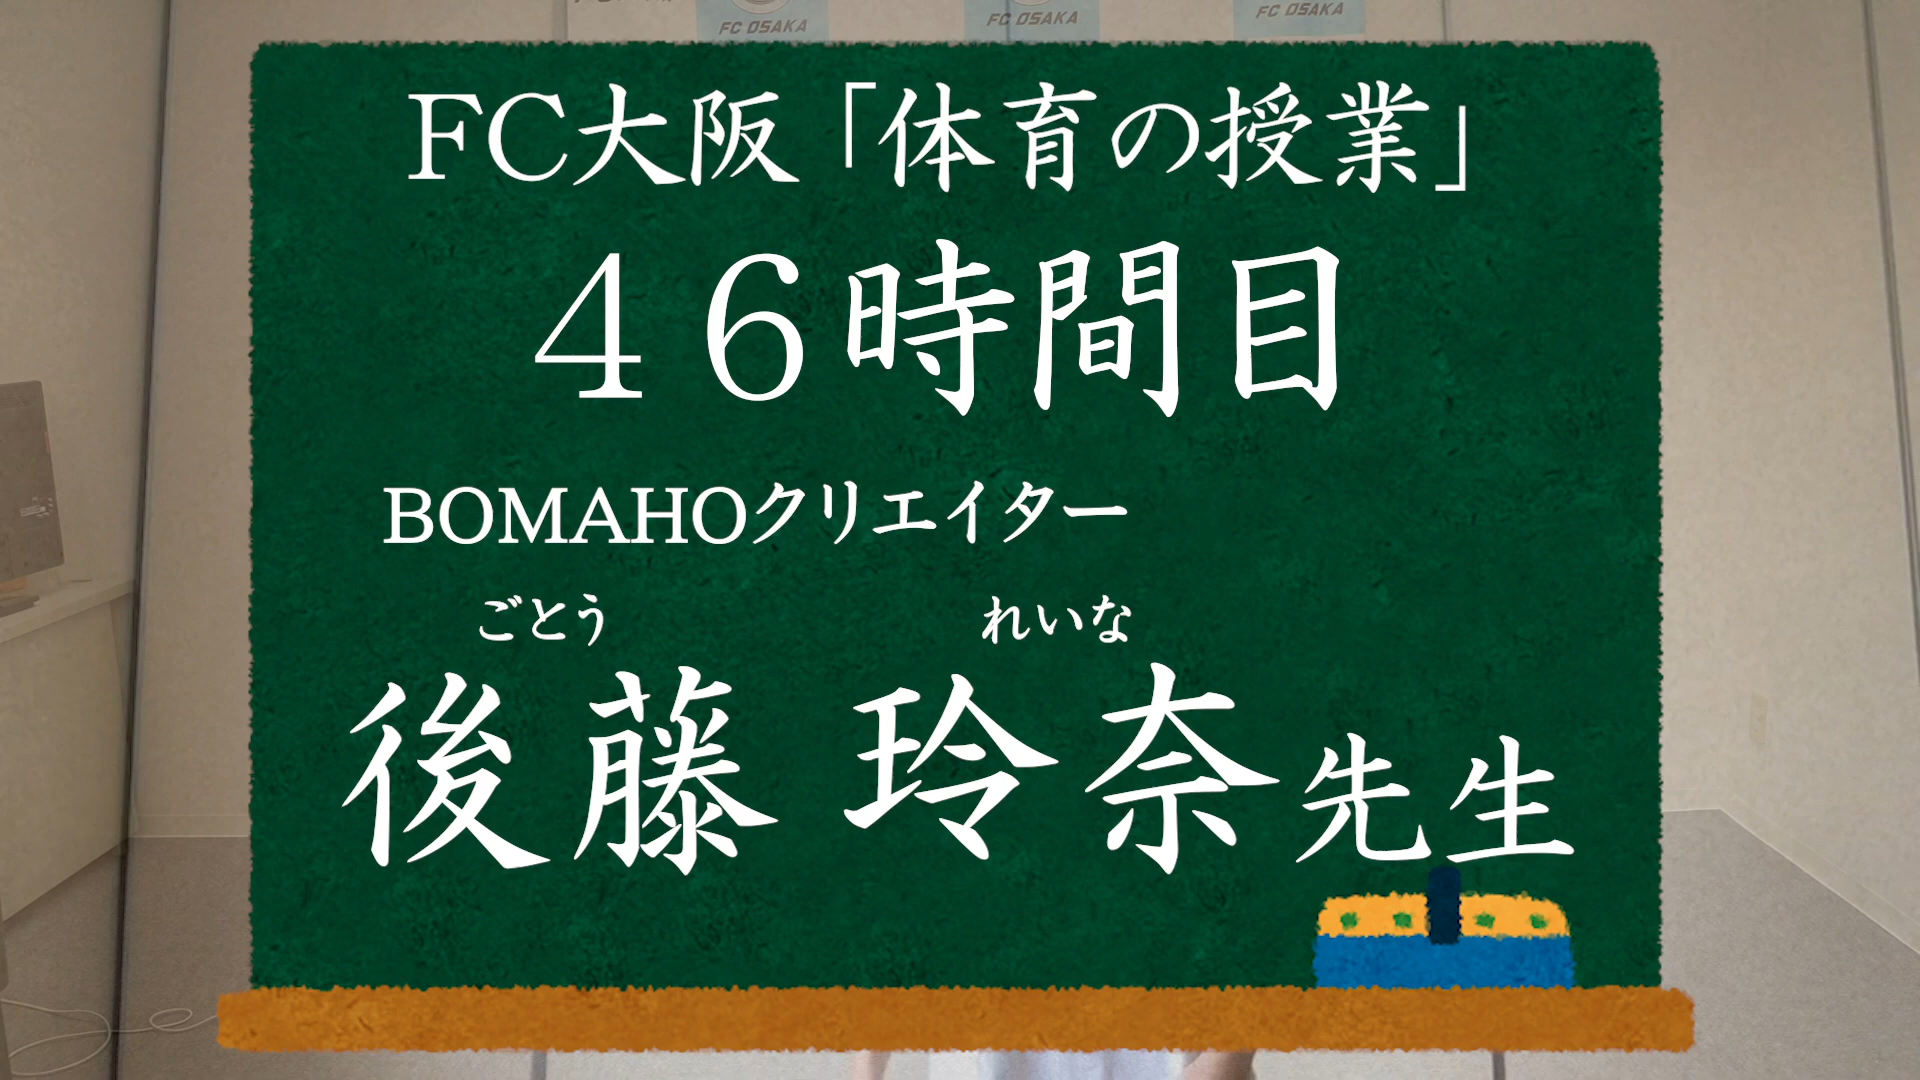 FC OSAKA
FC OSAKA
FC OSAKA
FC大阪「体育の授業」
４６時間目
BOMAHOクリエイター
ごとう れいな
後藤 玲奈先生